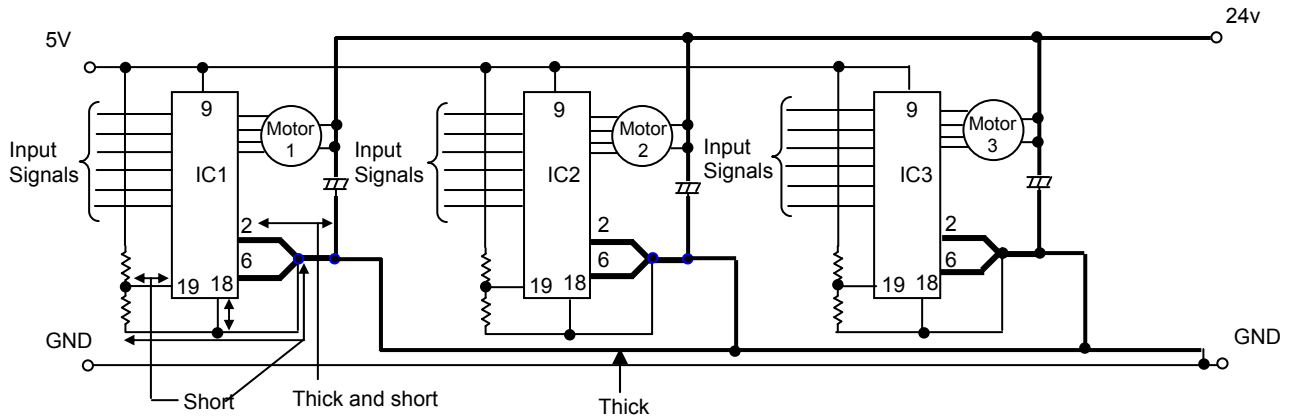 24v
5V
9
Motor
1
Input
Signals
IC1
2
6
19
18
9
Motor
2
Input
Signals
IC2
2
6
19
18
9
Motor
3
Input
Signals
IC3
2
6
19
18
GND
GND
Short
Thick and short
Thick